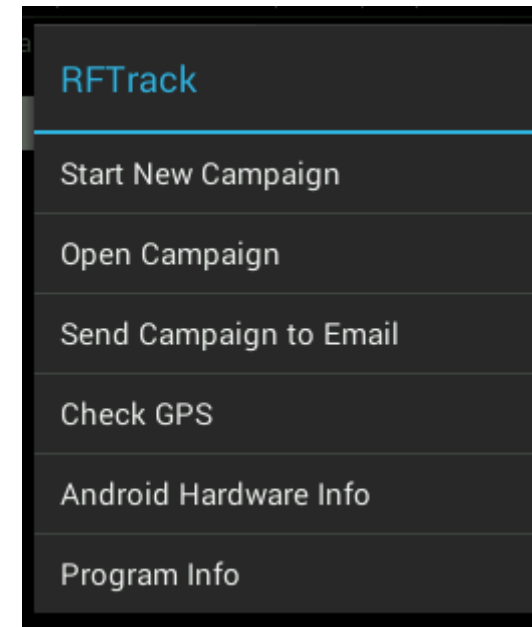 RFTrack
Start New Campaign
Open Campaign
Send Campaign to Email
Check GPS
Android Hardware Info
Program Info